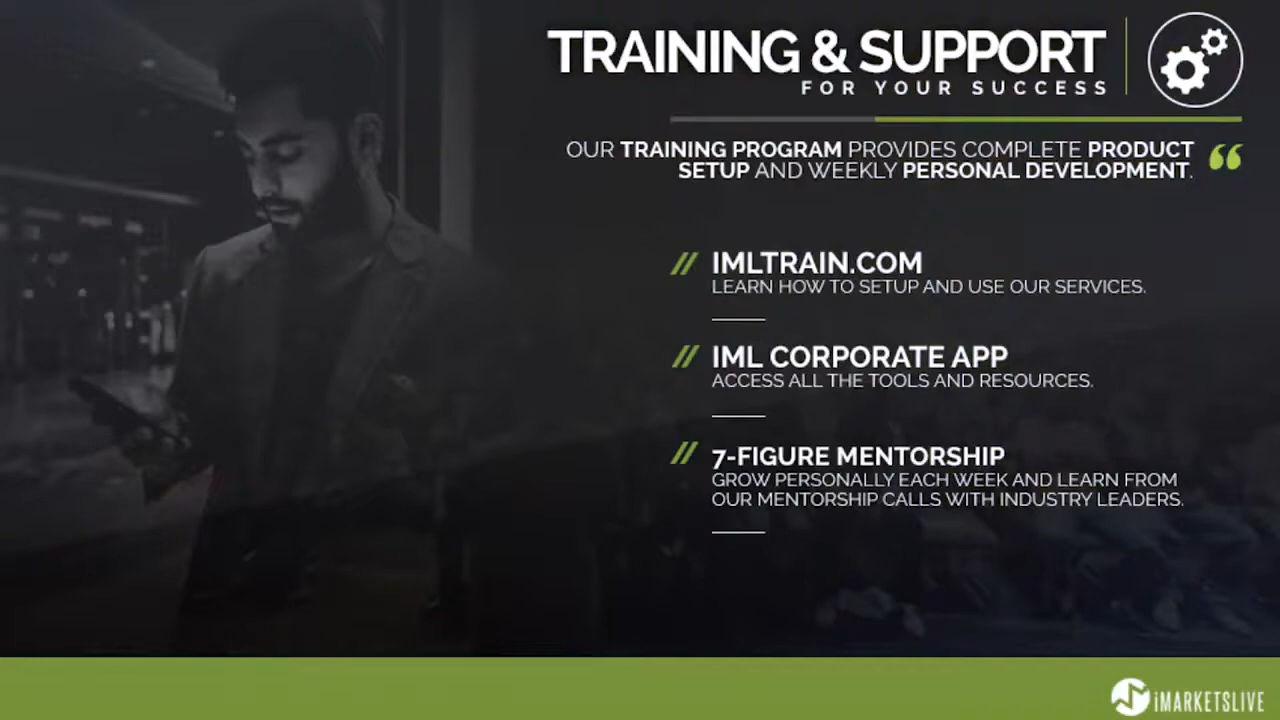 TRAINING & SUPPORT
FOR YOUR SUCCESS
OUR TRAINING PROGRAM PROVIDES COMPLETE PRODUCT
SETUP AND WEEKLY PERSONAL DEVELOPMENT.
“
// IMLTRAIN.COM
LEARN HOW TO SETUP AND USE OUR SERVICES.
// IML CORPORATE APP
ACCESS ALL THE TOOLS AND RESOURCES.
// 7-FIGURE MENTORSHIP
GROW PERSONALLY EACH WEEK AND LEARN FROM
OUR MENTORSHIP CALLS WITH INDUSTRY LEADERS.
iMARKETSLIVE